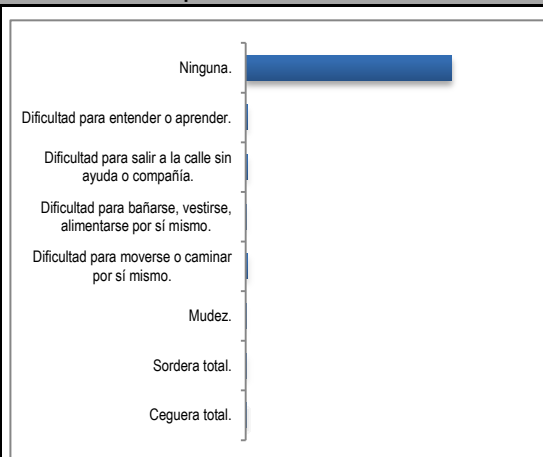 Ninguna.
Dificultad para entender o aprender.
Dificultad para salir a la calle sin
ayuda o compañía.
Dificultad para bañarse, vestirse,
alimentarse por sí mismo.
Dificultad para moverse o caminar
por sí mismo.
Mudez.
Sordera total.
Ceguera total.